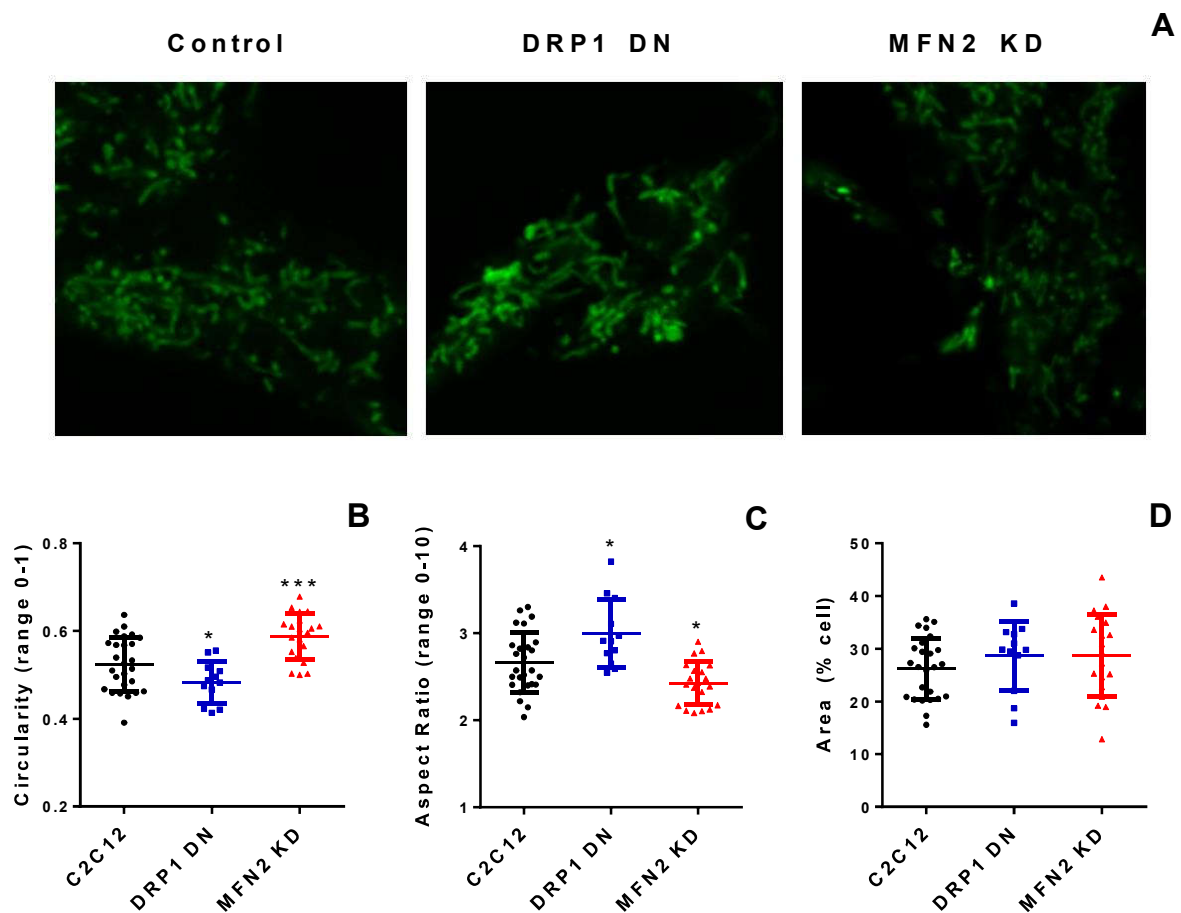 A
Control DRP1 DN MFN2 KD
B
Circularity (range 0-1)
0.8
0.6
0.4
0.2
*
***
C2C12 DRP1 DN MFN2 KD
C
Aspect Ratio (range 0-10)
4
3
2
1
*
*
C2C12 DRP1 DN MFN2 KD
D
Area (% cell)
50
40
30
20
10
0
C2C12 DRP1 DN MFN2 KD